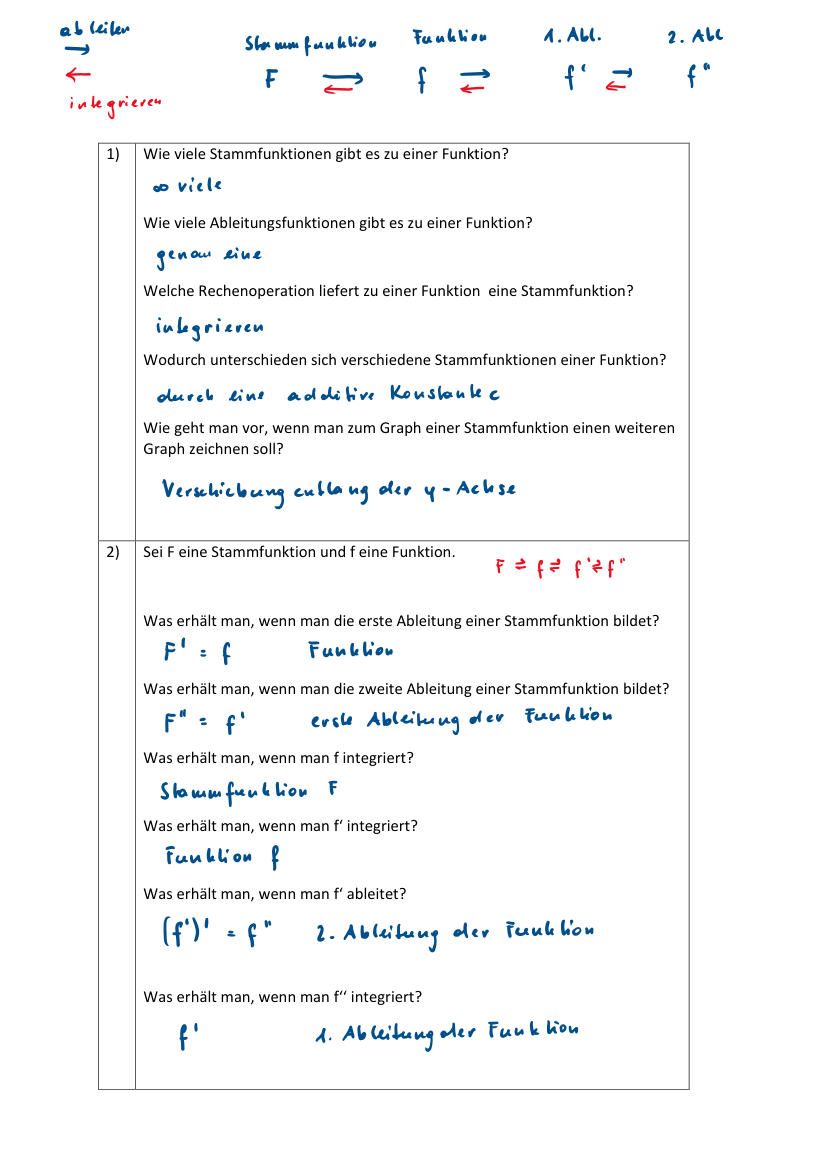 ableiten
→
←
integrieren
Stammfunktion Funktion 1. Abl. 2. Abl
F ⇄ f ⇄ f' ⇄ f"
1) Wie viele Stammfunktionen gibt es zu einer Funktion?
∞ viele
Wie viele Ableitungsfunktionen gibt es zu einer Funktion?
genau eine
Welche Rechenoperation liefert zu einer Funktion eine Stammfunktion?
integrieren
Wodurch unterschieden sich verschiedene Stammfunktionen einer Funktion?
durch eine additive Konstante c
Wie geht man vor, wenn man zum Graph einer Stammfunktion einen weiteren
Graph zeichnen soll?
Verschiebung entlang der y-Achse
2) Sei F eine Stammfunktion und f eine Funktion.
F ⇄ f ⇄ f' ⇄ f"
Was erhält man, wenn man die erste Ableitung einer Stammfunktion bildet?
F' = f Funktion
Was erhält man, wenn man die zweite Ableitung einer Stammfunktion bildet?
F" = f' erste Ableitung der Funktion
Was erhält man, wenn man f integriert?
Stammfunktion F
Was erhält man, wenn man f‘ integriert?
Funktion f
Was erhält man, wenn man f‘ ableitet?
(f')' = f" 2. Ableitung der Funktion
Was erhält man, wenn man f‘‘ integriert?
f' 1. Ableitung der Funktion